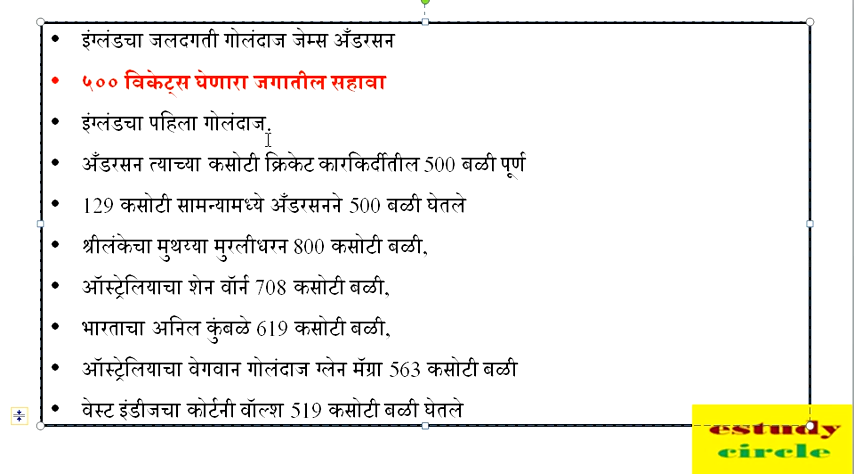 इंग्लंडचा जलदगती गोलंदाज जेम्स अँडरसन
५०० विकेट्स घेणारा जगातील सहावा
इंग्लंडचा पहिला गोलंदाज.
अँडरसन त्याच्या कसोटी क्रिकेट कारकिर्दीतील 500 बळी पूर्ण
129 कसोटी सामन्यामध्ये अँडरसनने 500 बळी घेतले
श्रीलंकेचा मुथय्या मुरलीधरन 800 कसोटी बळी,
ऑस्ट्रेलियाचा शेन वॉर्न 708 कसोटी बळी,
भारताचा अनिल कुंबळे 619 कसोटी बळी,
ऑस्ट्रेलियाचा वेगवान गोलंदाज ग्लेन मॅग्रा 563 कसोटी बळी
वेस्ट इंडीजचा कोर्टनी वॉल्श 519 कसोटी बळी घेतले
estudy
circle